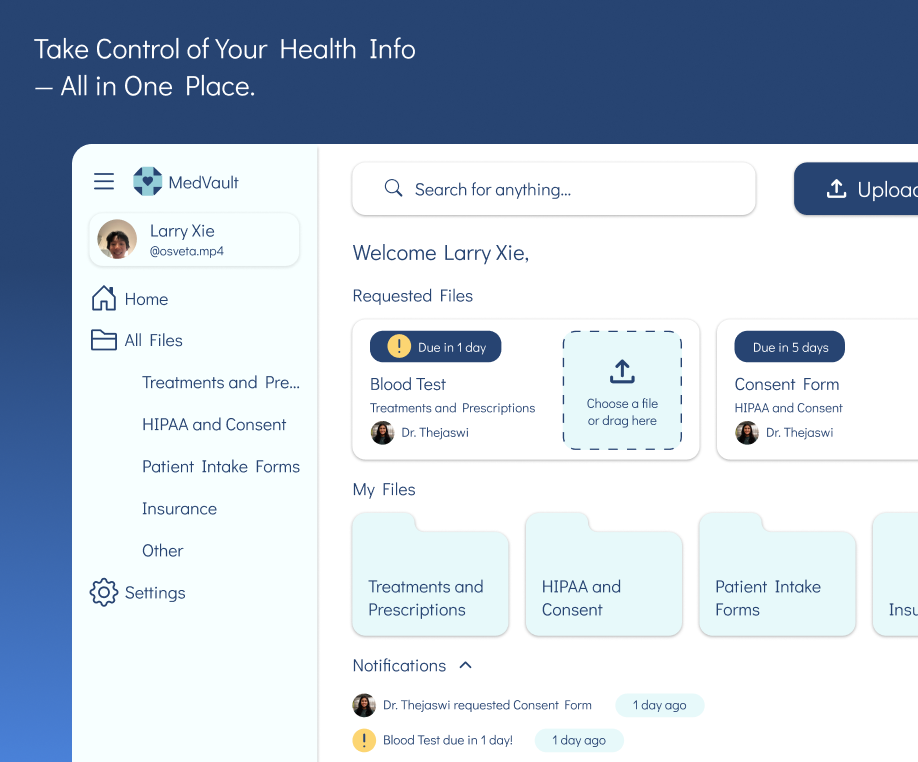 Take Control of Your Health Info
— All in One Place.
MedVault
Larry Xie
@osveta.mp4
Home
All Files
Treatments and Pre...
HIPAA and Consent
Patient Intake Forms
Insurance
Other
Settings
Search for anything...
Welcome Larry Xie,
Requested Files
! Due in 1 day
Blood Test
Treatments and Prescriptions
Dr. Thejaswi
Choose a file
or drag here
Due in 5 days
Consent Form
HIPAA and Consent
Dr. Thejaswi
My Files
Treatments and
Prescriptions
HIPAA and
Consent
Patient Intake
Forms
Notifications
Dr. Thejaswi requested Consent Form 1 day ago
! Blood Test due in 1 day! 1 day ago